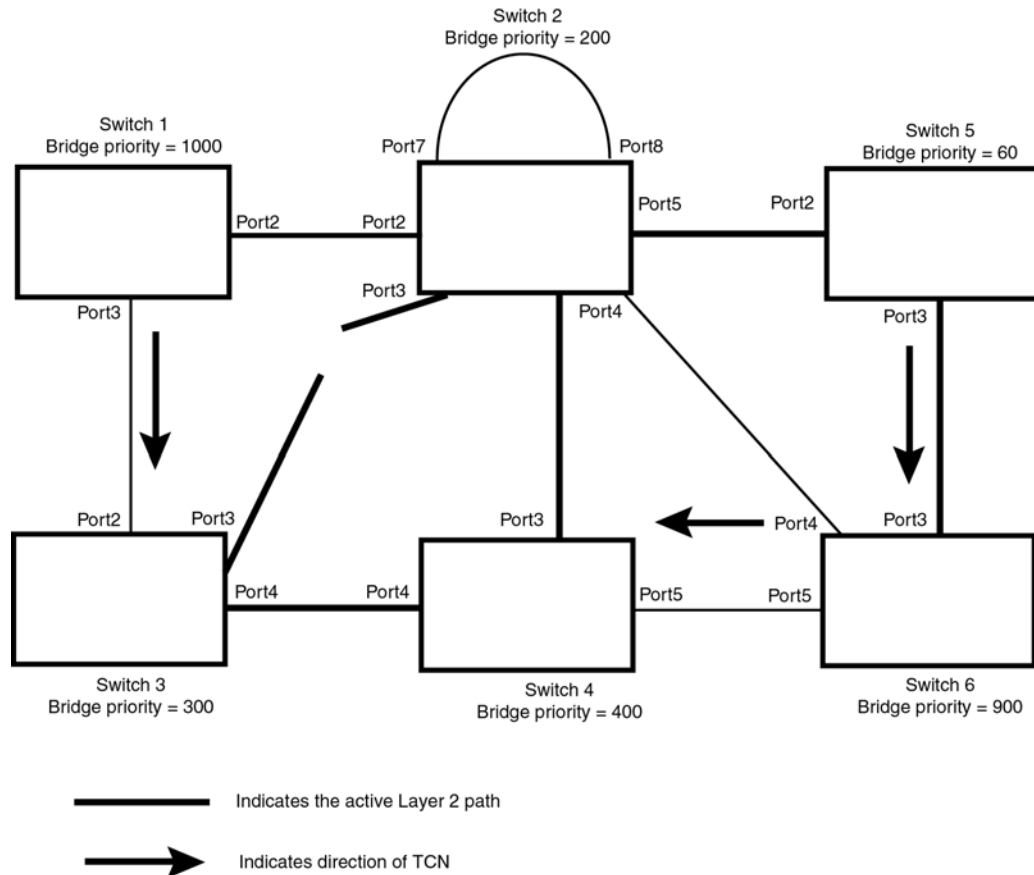 Switch 2
Bridge priority = 200
Switch 1
Bridge priority = 1000
Switch 5
Bridge priority = 60
Port7
Port8
Port2
Port2
Port5
Port2
Port3
Port3
Port4
Port3
Port2
Port3
Port3
Port4
Port3
Port4
Port4
Port5
Port5
Switch 3
Bridge priority = 300
Switch 4
Bridge priority = 400
Switch 6
Bridge priority = 900
Indicates the active Layer 2 path
Indicates direction of TCN